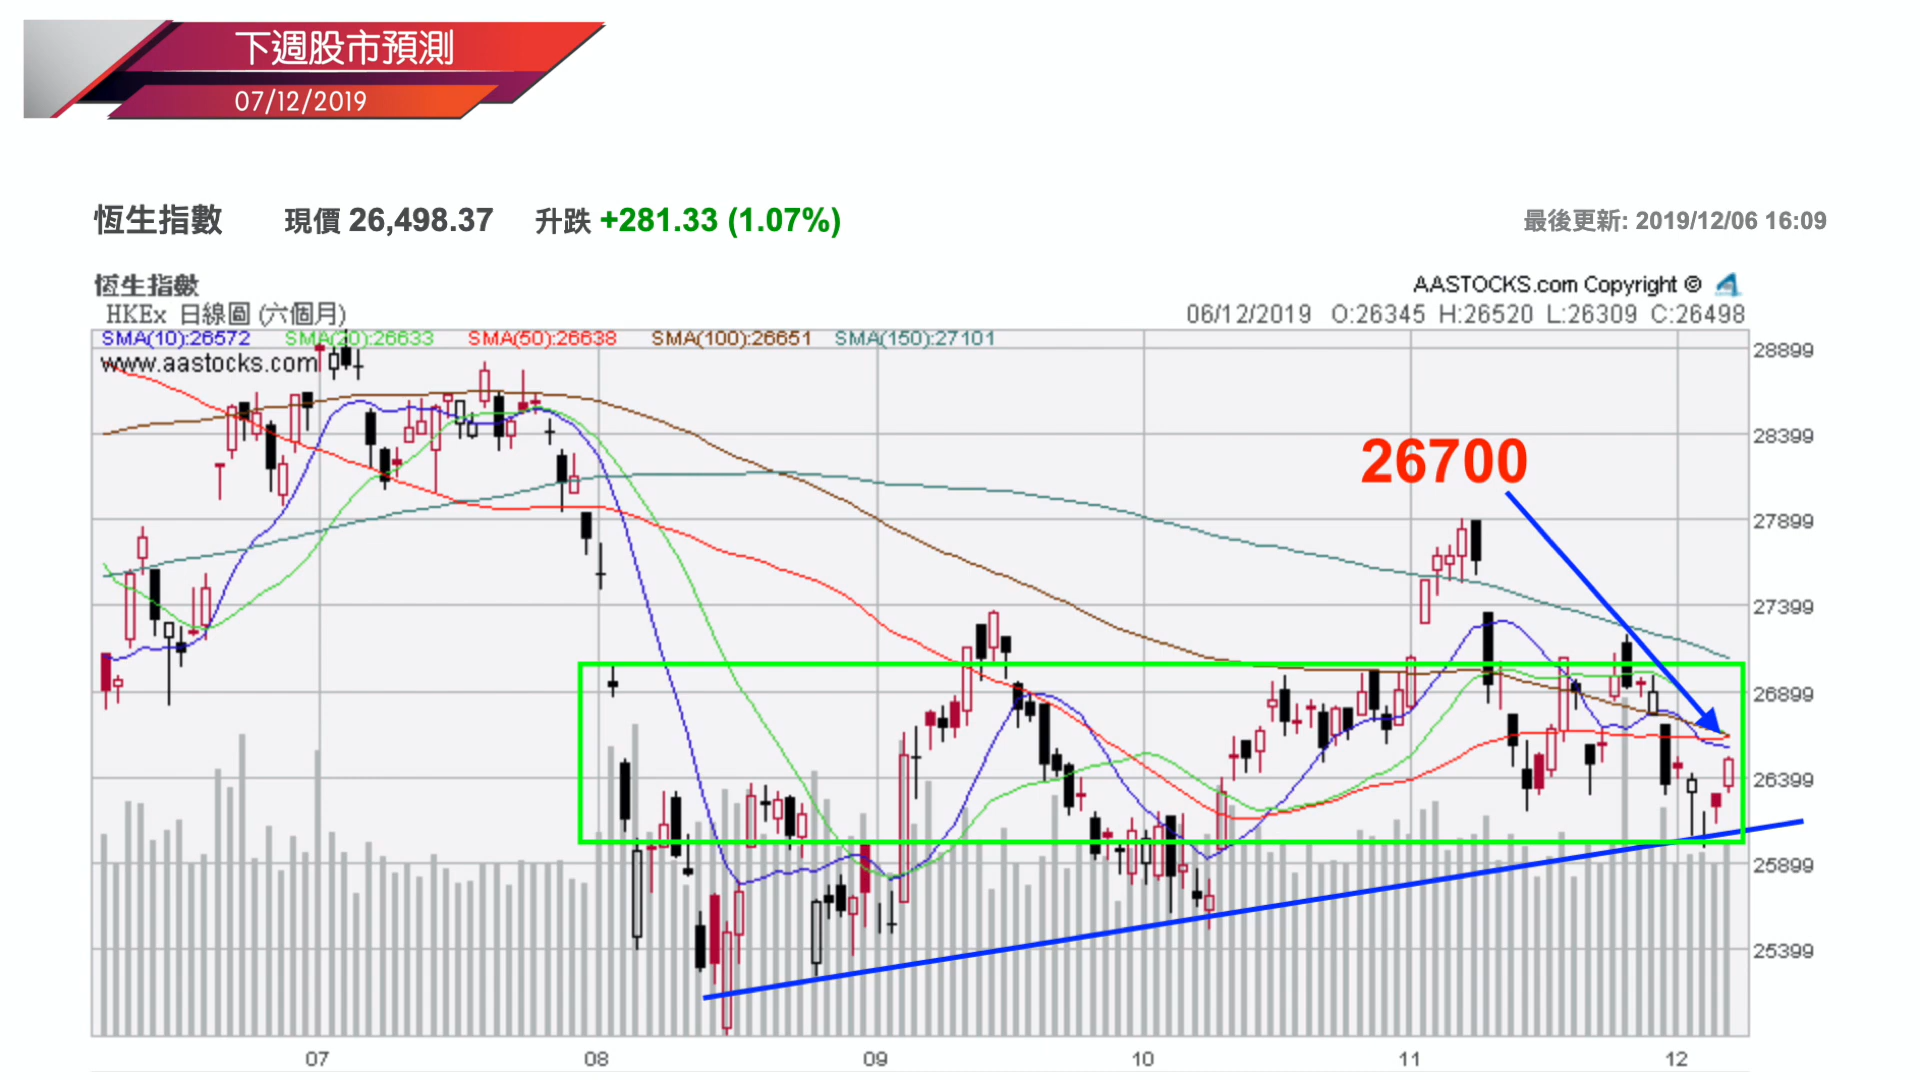 下週股市預測
07/12/2019
恆生指數 現價 26,498.37 升跌 +281.33 (1.07%) 最後更新: 2019/12/06 16:09
恆生指數 AASTOCKS.com Copyright ©
HKEx 日線圖 (六個月) 06/12/2019 O:26345 H:26520 L:26309 C:26498
SMA(10):26572 SMA(20):26633 SMA(50):26638 SMA(100):26651 SMA(150):27101
www.aastocks.com
28899
28399
26700
27899
27399
26899
26399
25899
25399
07 08 09 10 11 12